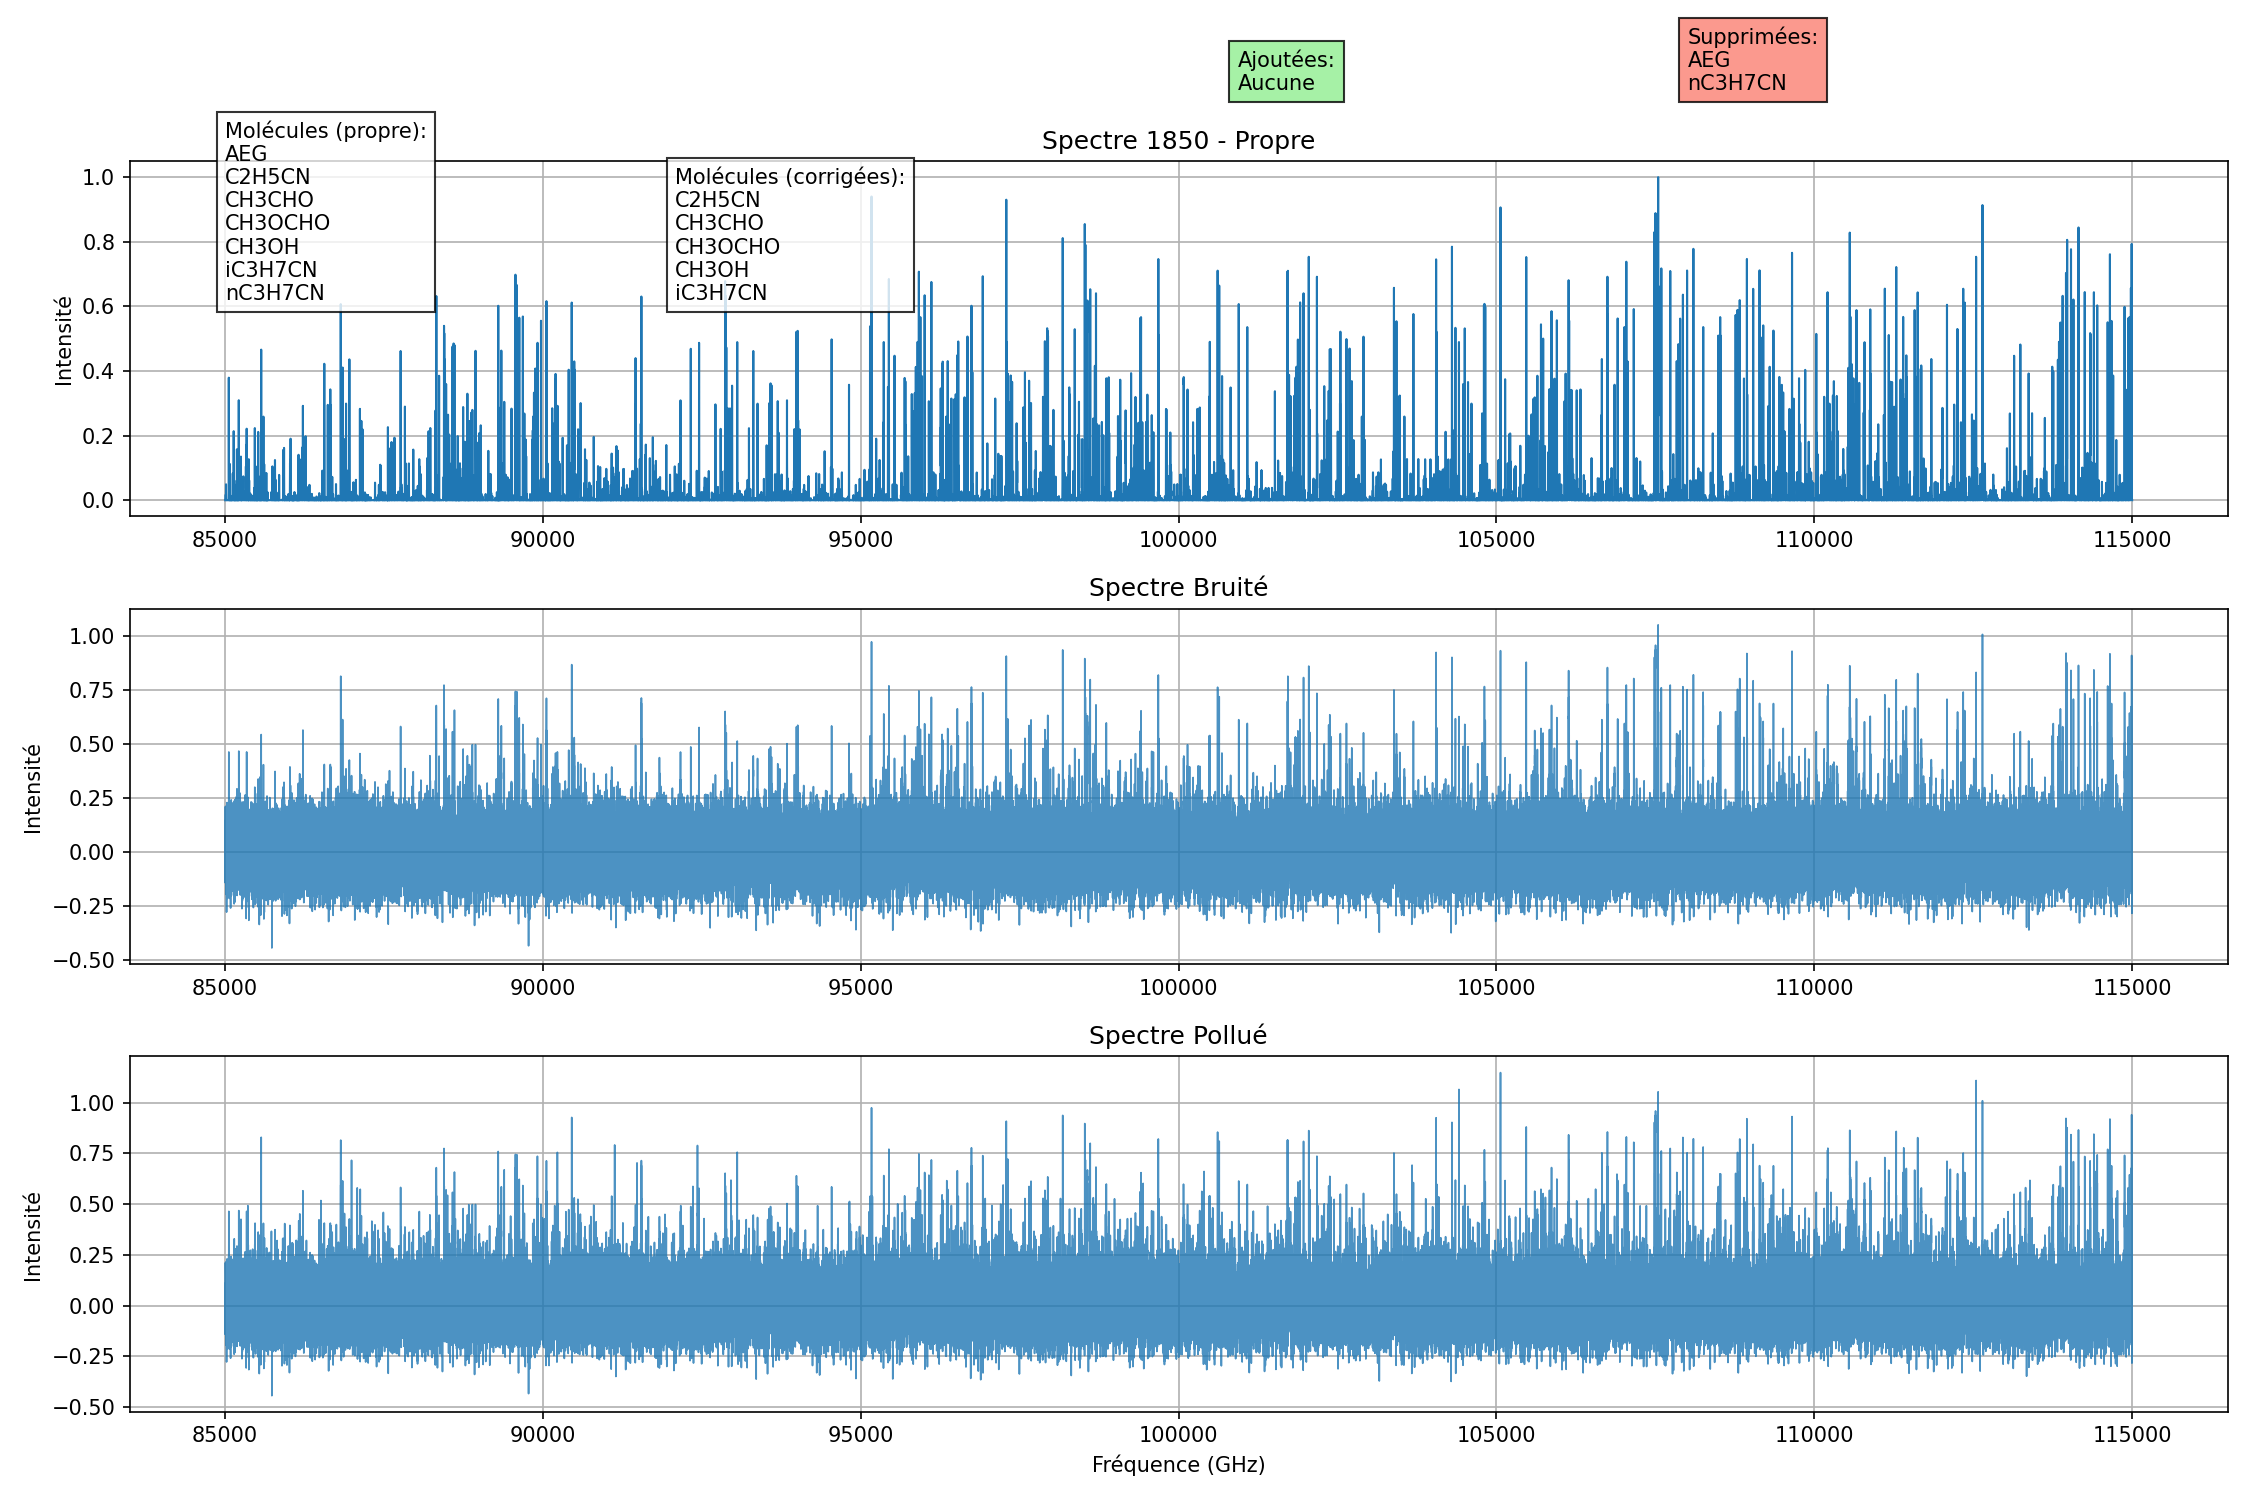 Ajoutées:
Aucune
Supprimées:
AEG
nC3H7CN
Molécules (propre):
AEG
C2H5CN
CH3CHO
CH3OCHO
CH3OH
iC3H7CN
nC3H7CN
Molécules (corrigées):
C2H5CN
CH3CHO
CH3OCHO
CH3OH
iC3H7CN
Spectre 1850 - Propre
Intensité
1.0
0.8
0.6
0.4
0.2
0.0
85000 90000 95000 100000 105000 110000 115000
Spectre Bruité
Intensité
1.00
0.75
0.50
0.25
0.00
−0.25
−0.50
85000 90000 95000 100000 105000 110000 115000
Spectre Pollué
Intensité
1.00
0.75
0.50
0.25
0.00
−0.25
−0.50
85000 90000 95000 100000 105000 110000 115000
Fréquence (GHz)